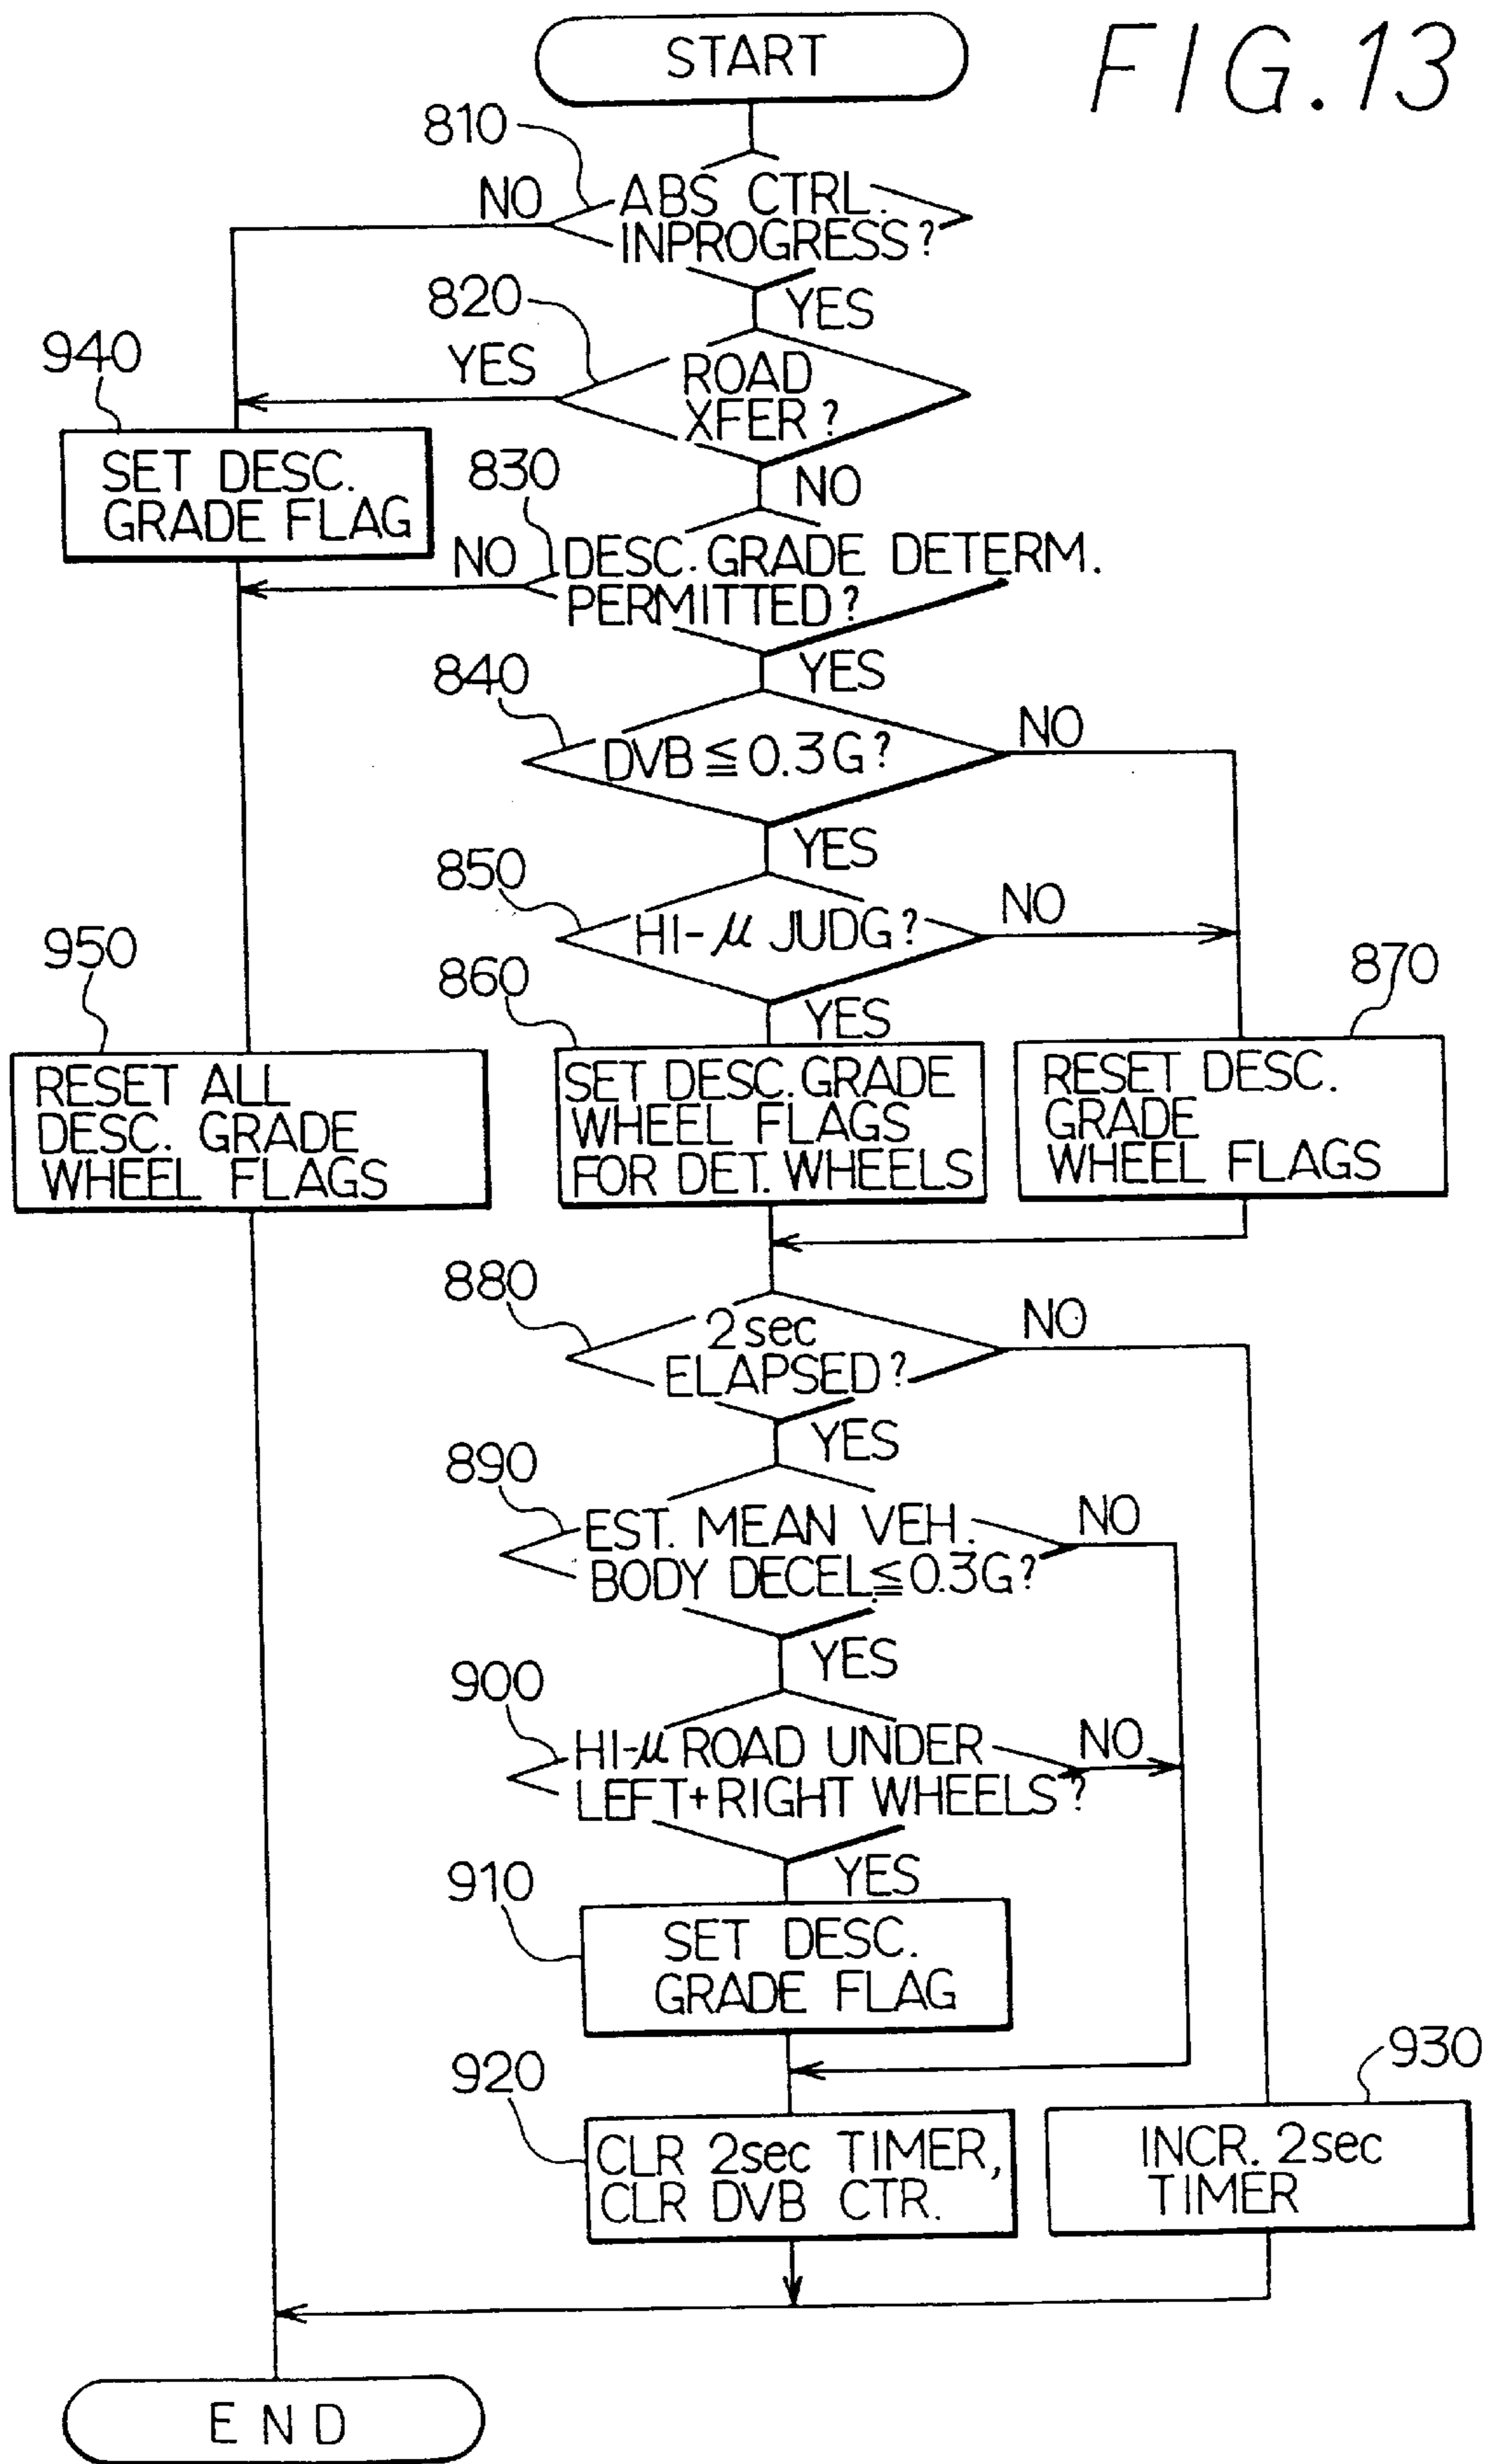 START
FIG.13
810
NO
ABS CTRL.
INPROGRESS?
YES
820
YES
ROAD
XFER?
940
SET DESC.
GRADE FLAG
NO
830
NO
DESC. GRADE DETERM.
PERMITTED?
YES
840
DVB ≦ 0.3G?
NO
YES
850
HI-μ JUDG?
NO
YES
950
RESET ALL
DESC. GRADE
WHEEL FLAGS
860
SET DESC. GRADE
WHEEL FLAGS
FOR DET. WHEELS
870
RESET DESC.
GRADE
WHEEL FLAGS
880
2sec
ELAPSED?
NO
YES
890
EST. MEAN VEH.
BODY DECEL ≦ 0.3G?
NO
YES
900
HI-μ ROAD UNDER
LEFT+RIGHT WHEELS?
NO
YES
910
SET DESC.
GRADE FLAG
920
CLR 2sec TIMER,
CLR DVB CTR.
930
INCR. 2sec
TIMER
END